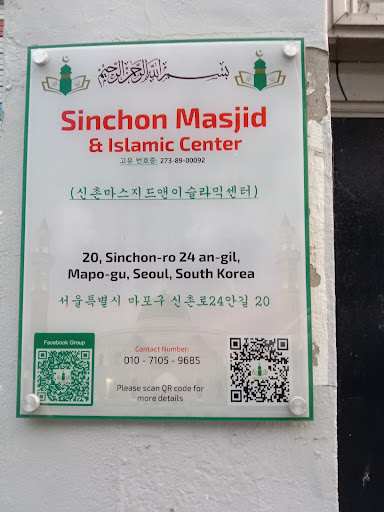 بسم الله الرحمن الرحيم
Sinchon Masjid
& Islamic Center
고유 번호증: 273-89-00092
(신촌마스지드앤이슬라믹센터)
20, Sinchon-ro 24 an-gil,
Mapo-gu, Seoul, South Korea
서울특별시 마포구 신촌로24안길 20
Facebook Group
Contact Number:
010 - 7105 - 9685
Please scan QR code for
more details